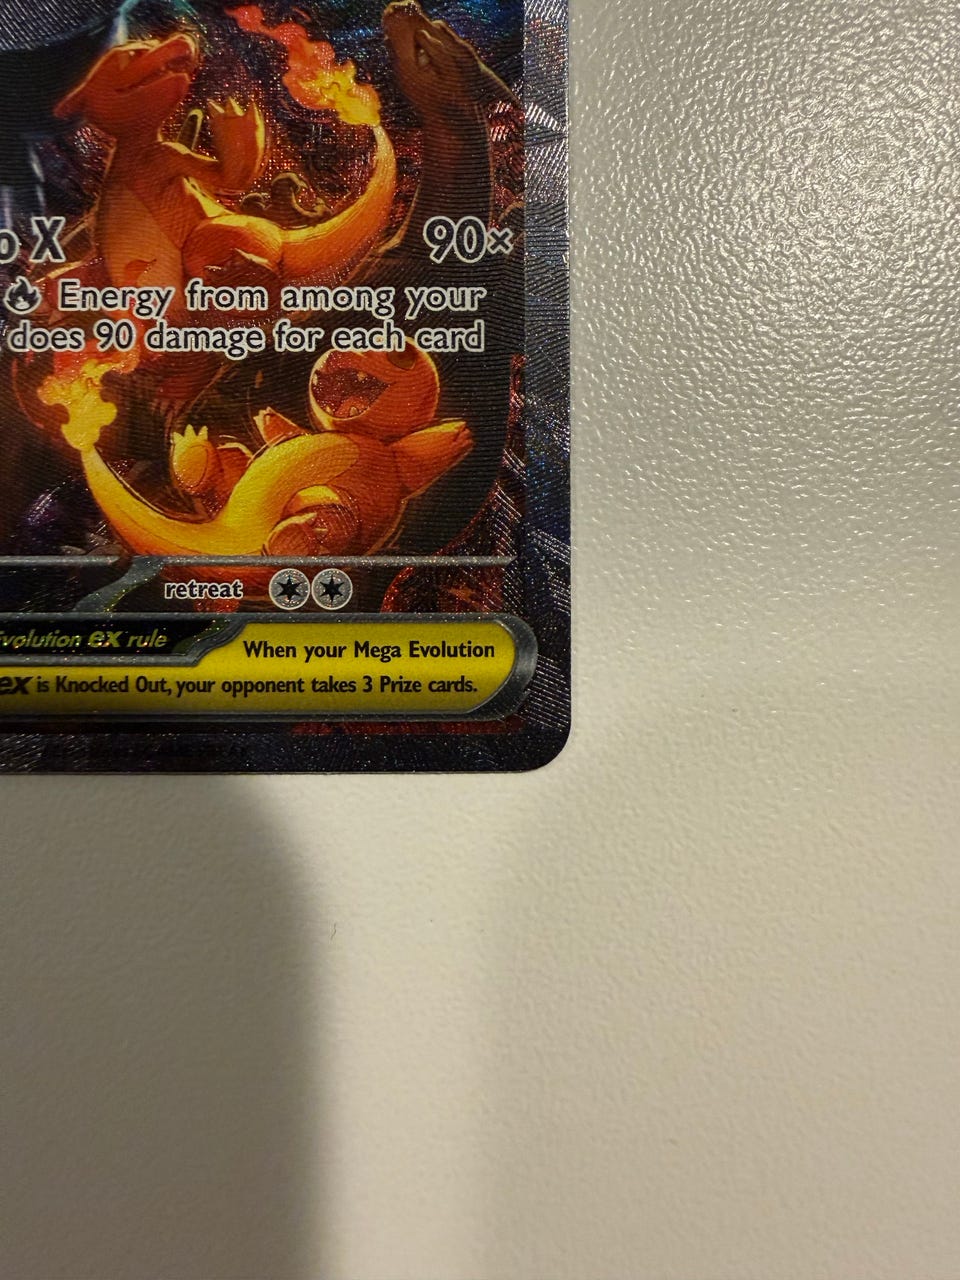 o X 90×
Energy from among your
does 90 damage for each card
retreat
Evolution ex rule
When your Mega Evolution
ex is Knocked Out, your opponent takes 3 Prize cards.